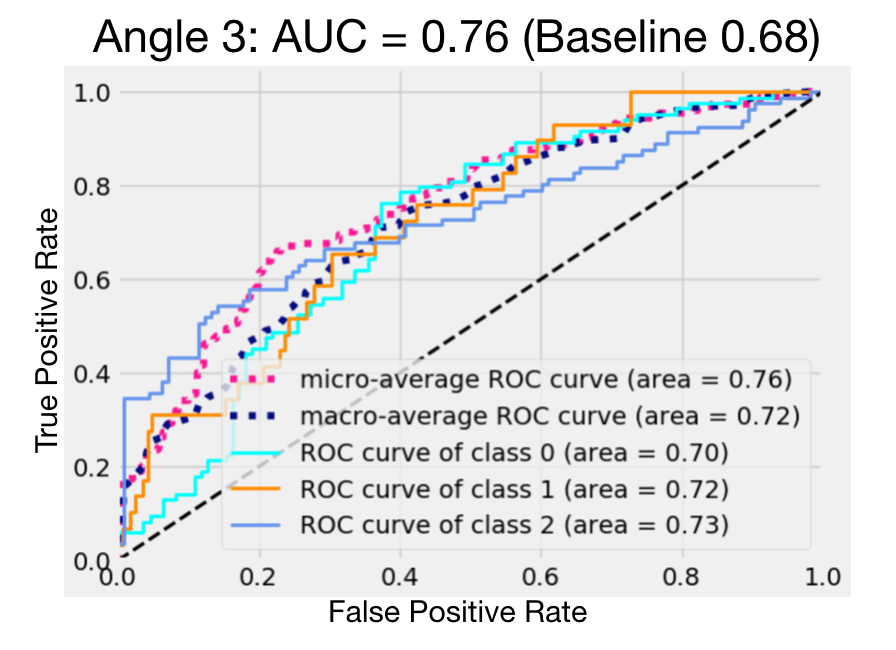 Angle 3: AUC = 0.76 (Baseline 0.68)
True Positive Rate
1.0
0.8
0.6
0.4
0.2
0.0
micro-average ROC curve (area = 0.76)
macro-average ROC curve (area = 0.72)
ROC curve of class 0 (area = 0.70)
ROC curve of class 1 (area = 0.72)
ROC curve of class 2 (area = 0.73)
0.0 0.2 0.4 0.6 0.8 1.0
False Positive Rate